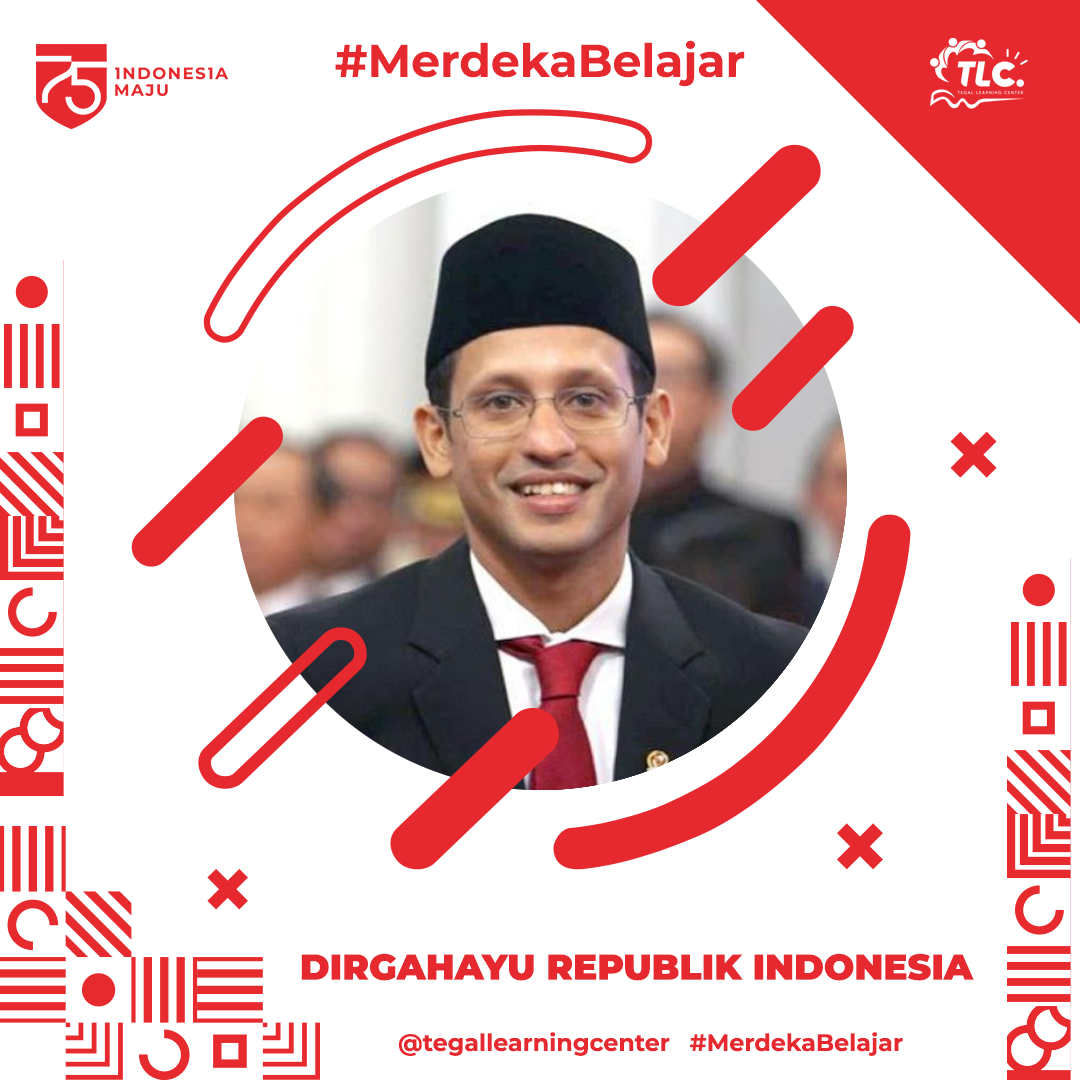 #MerdekaBelajar
75
INDONESIA
MAJU
TLC.
TEGAL LEARNING CENTER
DIRGAHAYU REPUBLIK INDONESIA
@tegallearningcenter #MerdekaBelajar